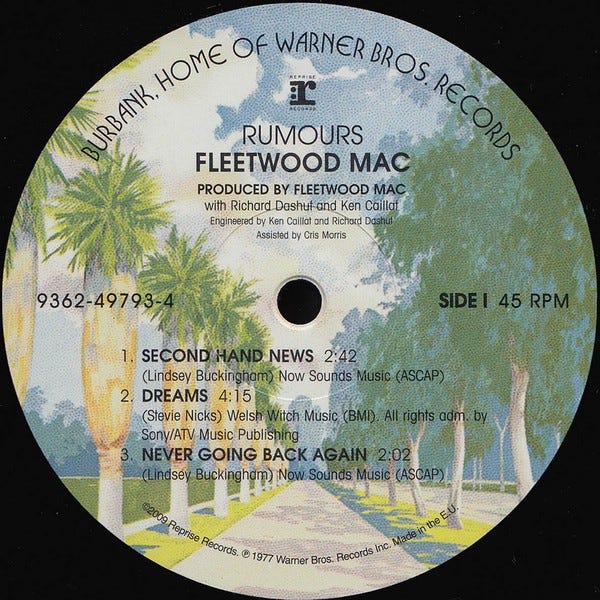 BURBANK, HOME OF WARNER BROS. RECORDS
REPRISE
r
RECORDS
RUMOURS
FLEETWOOD MAC
PRODUCED BY FLEETWOOD MAC
with Richard Dashut and Ken Caillat
Engineered by Ken Caillat and Richard Dashut
Assisted by Cris Morris
9362-49793-4
SIDE I 45 RPM
1. SECOND HAND NEWS 2:42
(Lindsey Buckingham) Now Sounds Music (ASCAP)
2. DREAMS 4:15
(Stevie Nicks) Welsh Witch Music (BMI). All rights adm. by
Sony/ATV Music Publishing
3. NEVER GOING BACK AGAIN 2:02
(Lindsey Buckingham) Now Sounds Music (ASCAP)
©2009 Reprise Records. ℗ 1977 Warner Bros. Records Inc. Made in the E.U.